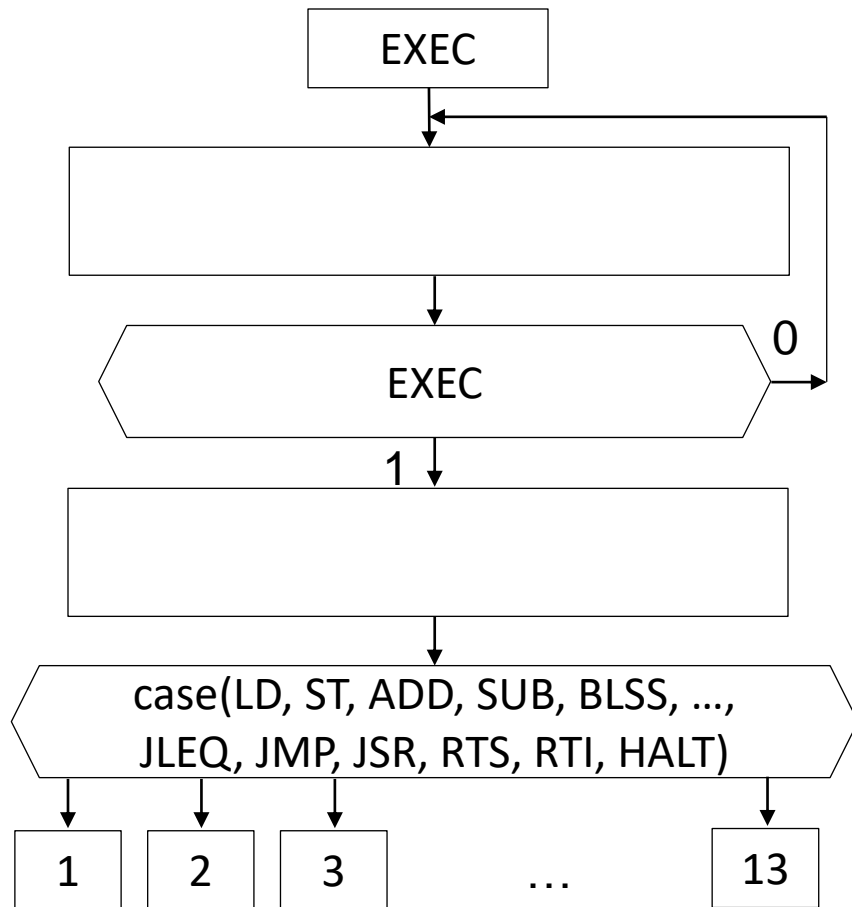 EXEC
0
EXEC
1
case(LD, ST, ADD, SUB, BLSS, …,
JLEQ, JMP, JSR, RTS, RTI, HALT)
1 2 3 … 13